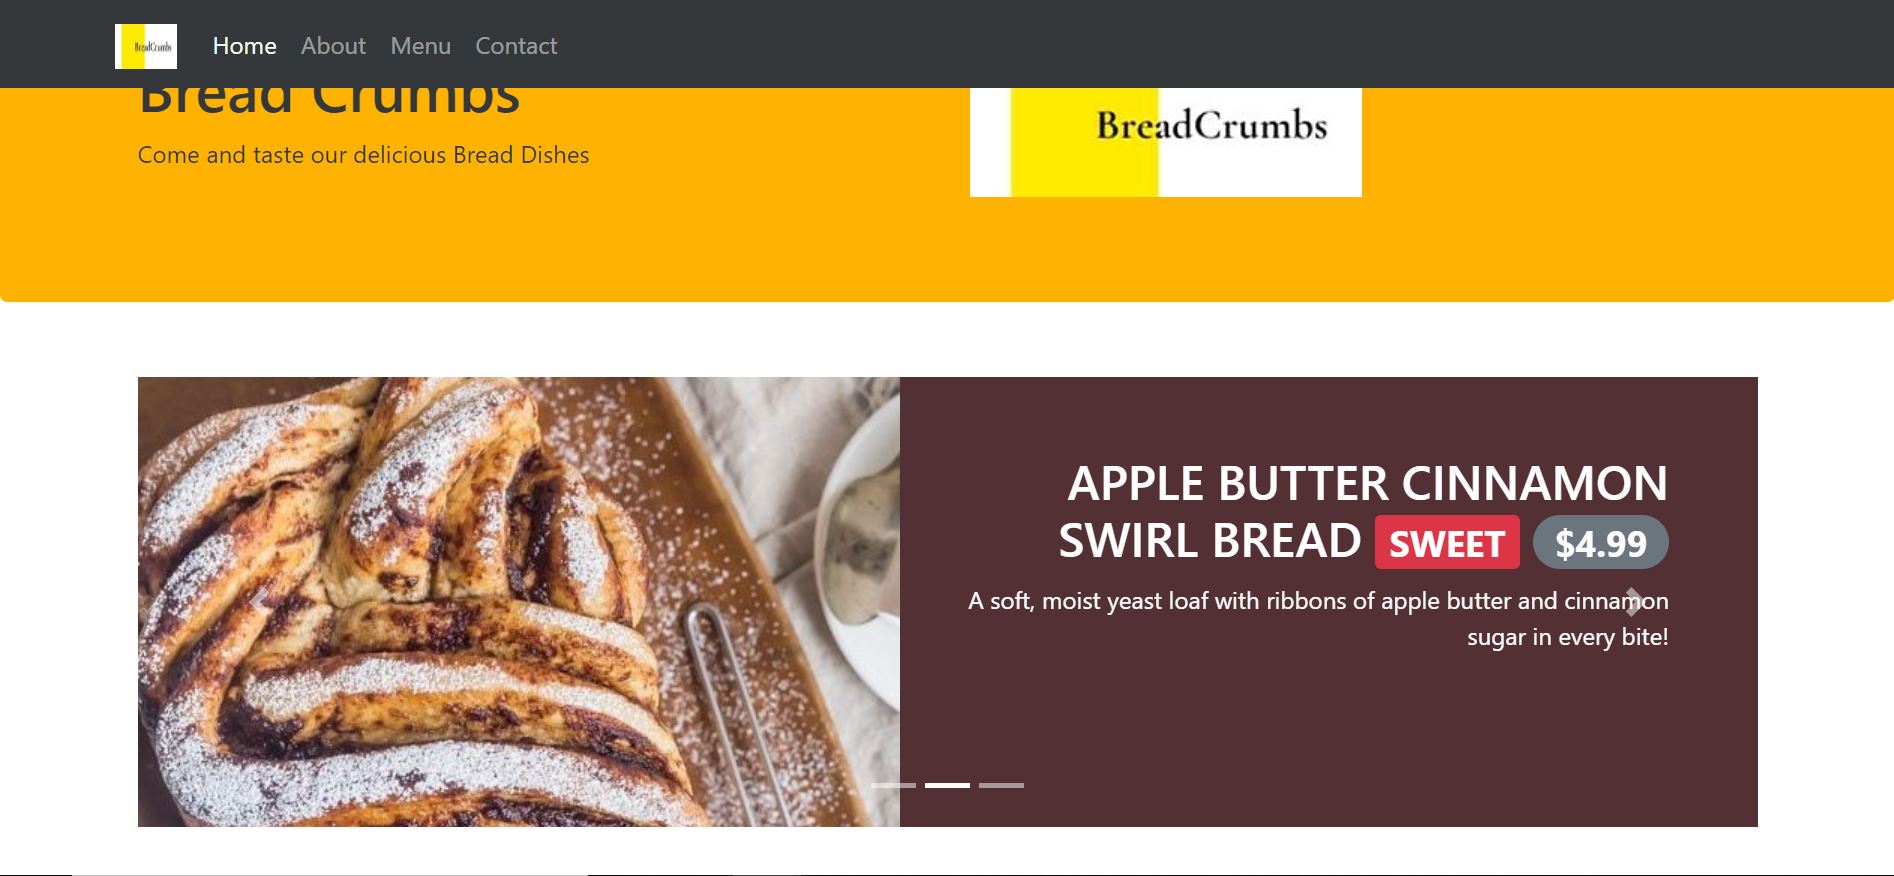 BreadCrumbs Home About Menu Contact
Bread Crumbs
Come and taste our delicious Bread Dishes
BreadCrumbs
APPLE BUTTER CINNAMON
SWIRL BREAD SWEET $4.99
A soft, moist yeast loaf with ribbons of apple butter and cinnamon
sugar in every bite!